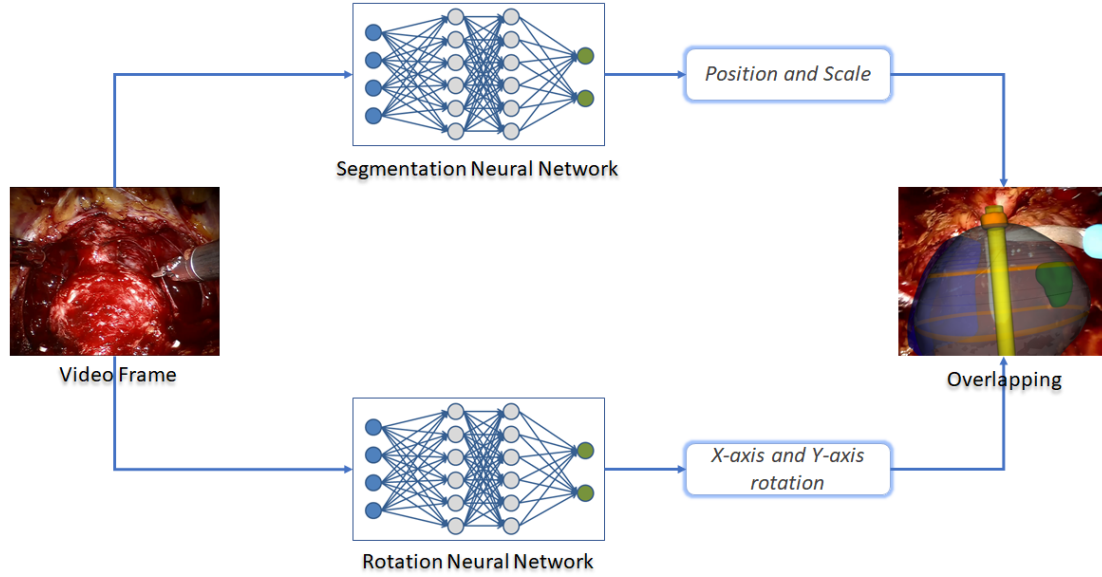 Position and Scale
Segmentation Neural Network
Video Frame
Overlapping
X-axis and Y-axis
rotation
Rotation Neural Network